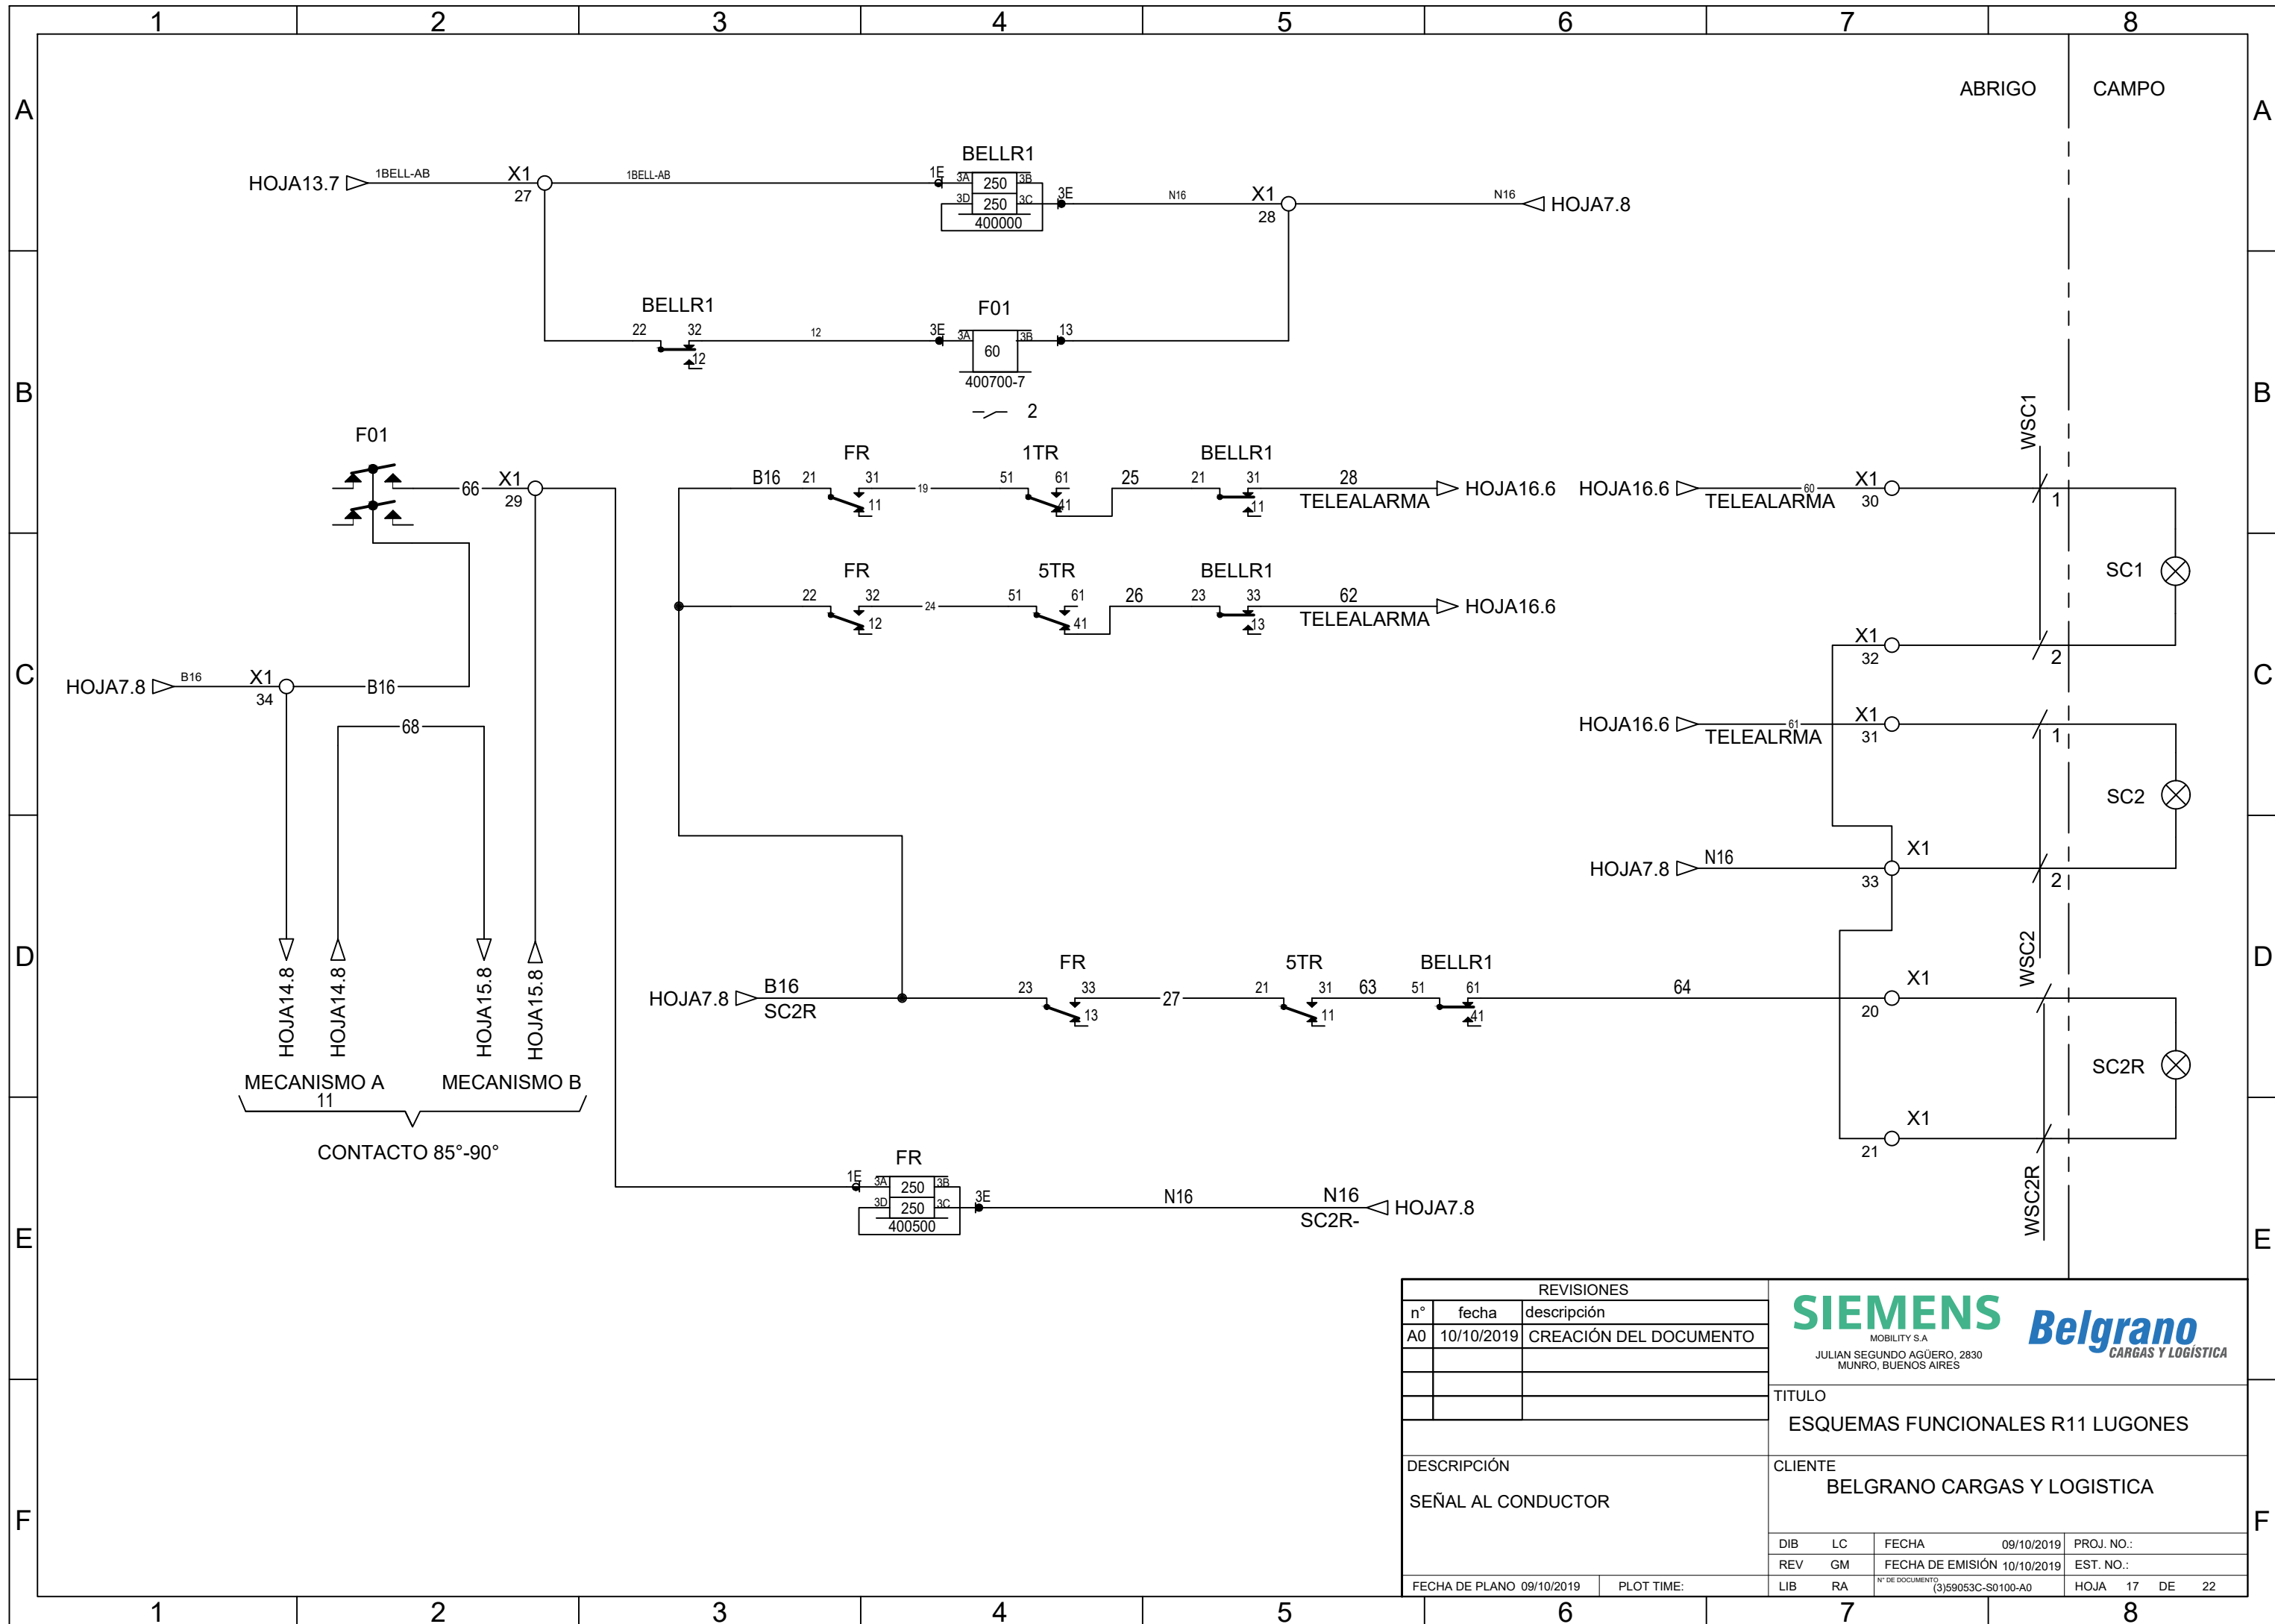 1 2 3 4 5 6 7 8
A A
ABRIGO CAMPO
HOJA13.7 1BELL-AB X1 27 1BELL-AB 1E BELLR1 3A 250 3B
3D 250 3C 3E N16 X1 28 N16 HOJA7.8
400000
B B
BELLR1 F01
22 32 12 12 3E 3A 60 3B 13
400700-7
2
F01
66 X1 29
FR 1TR BELLR1
B16 21 31 11 19 51 61 41 25 21 31 11 28 TELEALARMA HOJA16.6
HOJA16.6 60 TELEALARMA X1 30 WSC1 1
C C
FR 5TR BELLR1
22 32 12 24 51 61 41 26 23 33 13 62 TELEALARMA HOJA16.6
SC1
X1 32 2
HOJA7.8 B16 X1 34 B16
68
HOJA16.6 61 TELEALRMA X1 31 1
SC2
HOJA7.8 N16 X1 33 2
WSC2
D D
HOJA14.8 HOJA14.8 HOJA15.8 HOJA15.8
MECANISMO A MECANISMO B
11
CONTACTO 85°-90°
HOJA7.8 B16 SC2R
FR 5TR BELLR1
23 33 13 27 21 31 11 63 51 61 41 64 X1 20
SC2R
X1 21
WSC2R
E E
FR
1E 3A 250 3B
3D 250 3C 3E N16 N16 SC2R- HOJA7.8
400500
F F
REVISIONES
n° fecha descripción
A0 10/10/2019 CREACIÓN DEL DOCUMENTO
SIEMENS
MOBILITY S.A
JULIAN SEGUNDO AGÜERO, 2830
MUNRO, BUENOS AIRES
Belgrano
CARGAS Y LOGÍSTICA
TITULO
ESQUEMAS FUNCIONALES R11 LUGONES
DESCRIPCIÓN
SEÑAL AL CONDUCTOR
CLIENTE
BELGRANO CARGAS Y LOGISTICA
DIB LC FECHA 09/10/2019 PROJ. NO.:
REV GM FECHA DE EMISIÓN 10/10/2019 EST. NO.:
FECHA DE PLANO 09/10/2019 PLOT TIME: LIB RA N° DE DOCUMENTO (3)59053C-S0100-A0 HOJA 17 DE 22
1 2 3 4 5 6 7 8